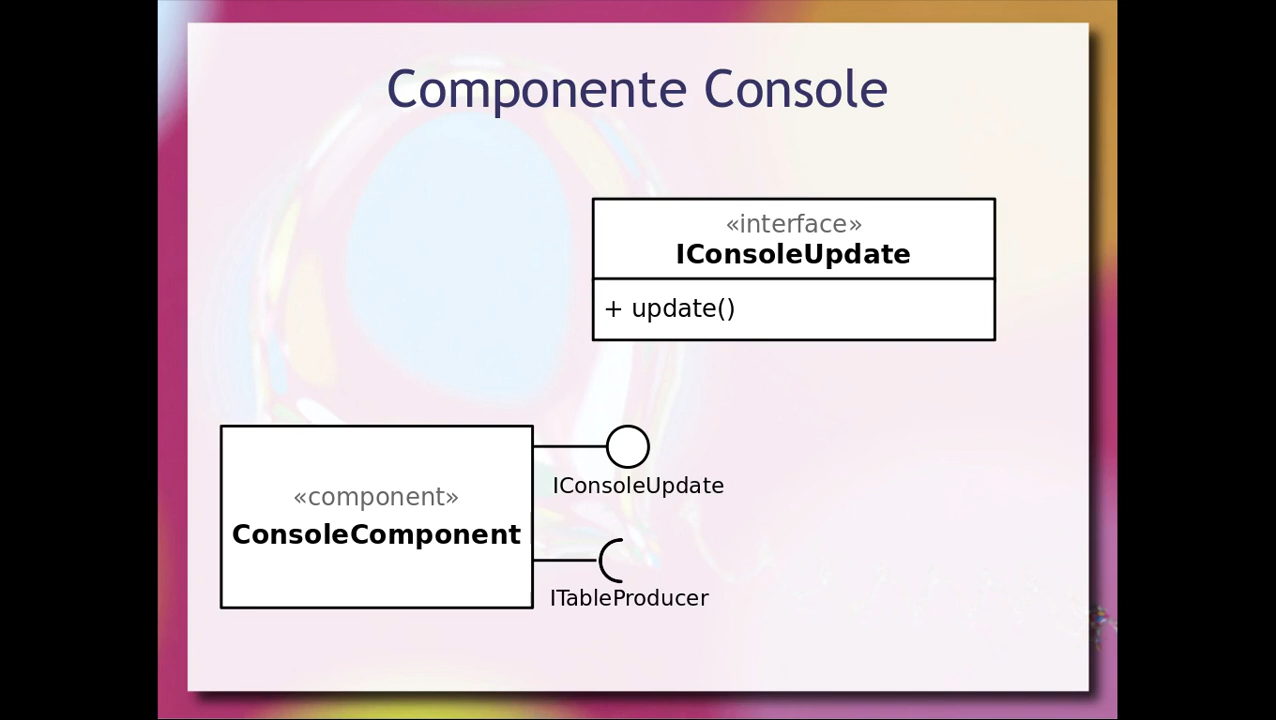 Componente Console
«interface»
IConsoleUpdate
+ update()
«component»
ConsoleComponent
IConsoleUpdate
ITableProducer